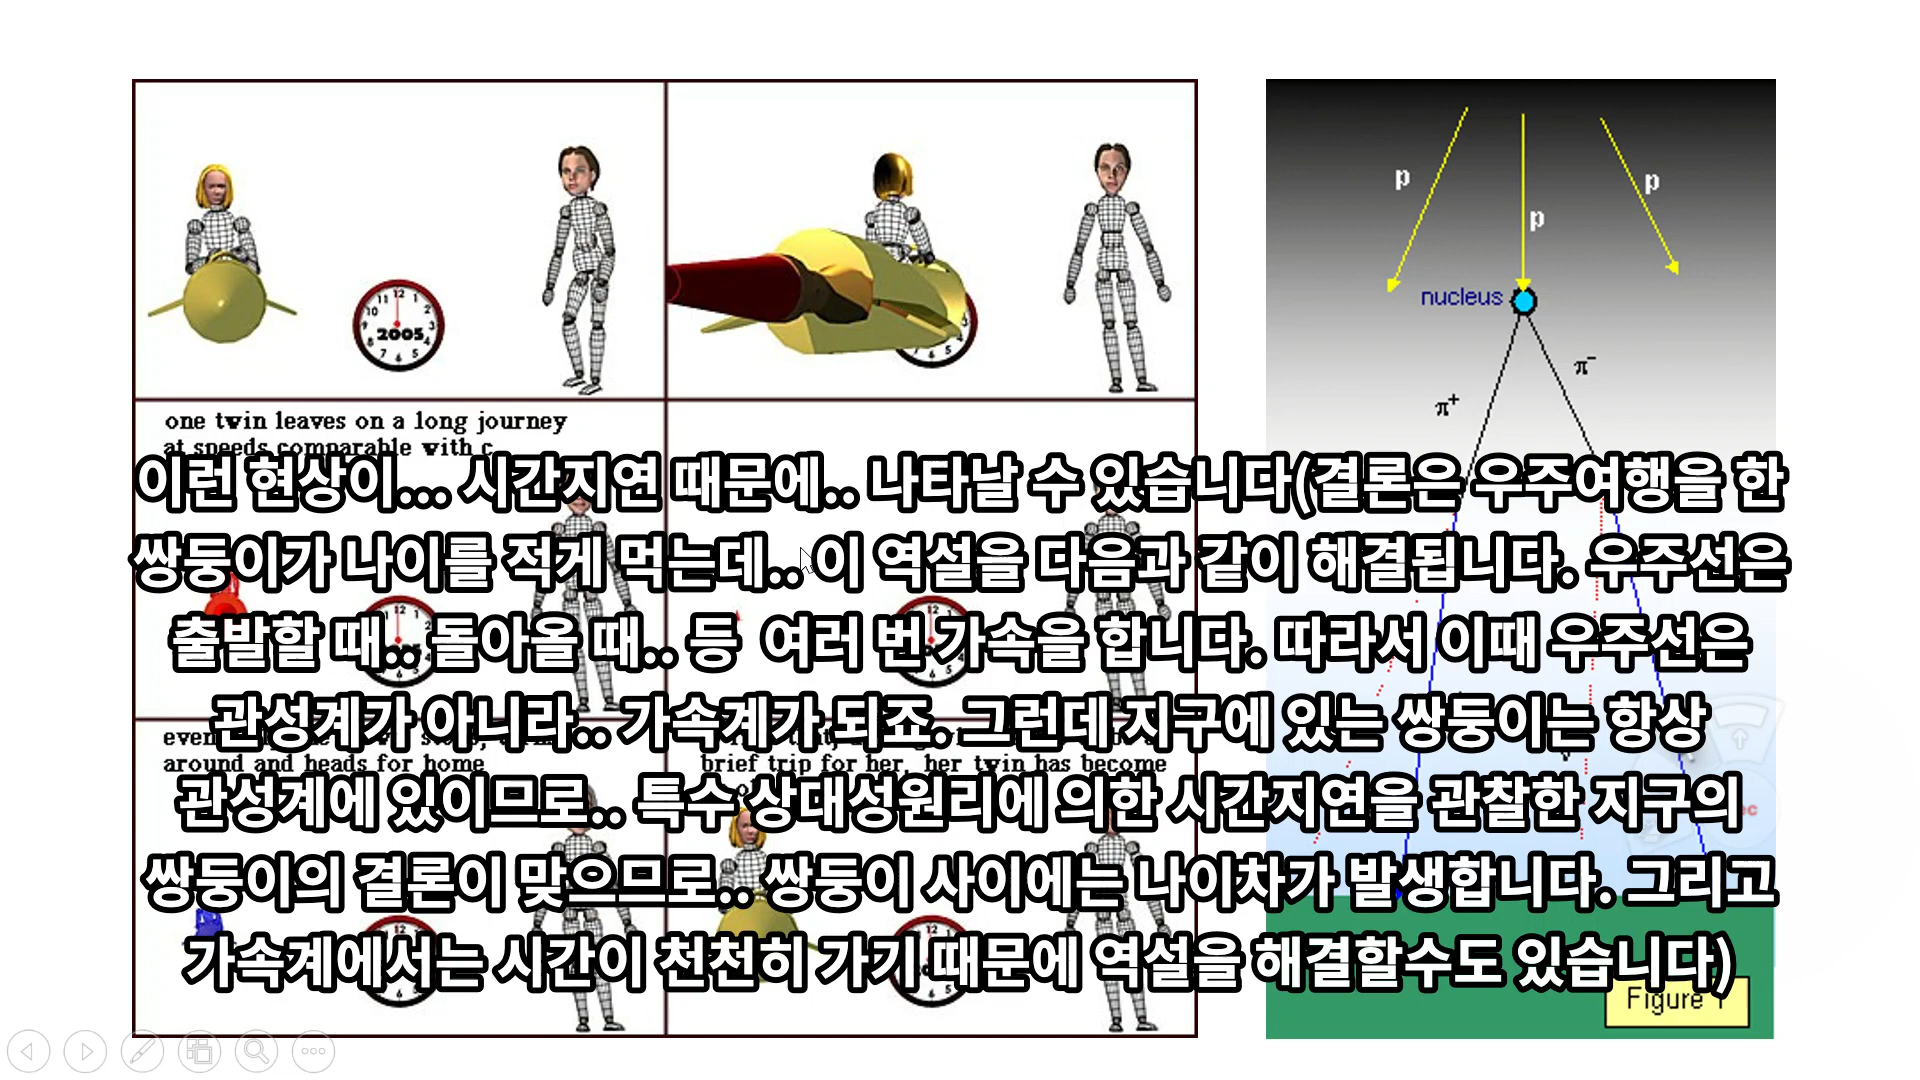 one twin leaves on a long journey
at speeds comparable with c
이런 현상이... 시간지연 때문에.. 나타날 수 있습니다(결론은 우주여행을 한
쌍둥이가 나이를 적게 먹는데.. 이 역설을 다음과 같이 해결됩니다. 우주선은
출발할 때.. 돌아올 때.. 등 여러 번 가속을 합니다. 따라서 이때 우주선은
관성계가 아니라.. 가속계가 되죠. 그런데 지구에 있는 쌍둥이는 항상
관성계에 있이므로.. 특수 상대성원리에 의한 시간지연을 관찰한 지구의
쌍둥이의 결론이 맞으므로.. 쌍둥이 사이에는 나이차가 발생합니다. 그리고
가속계에서는 시간이 천천히 가기 때문에 역설을 해결할수도 있습니다)
around and heads for home
brief trip for her, her twin has become
2005
p
p
p
nucleus
π⁻
π⁺
Figure 1